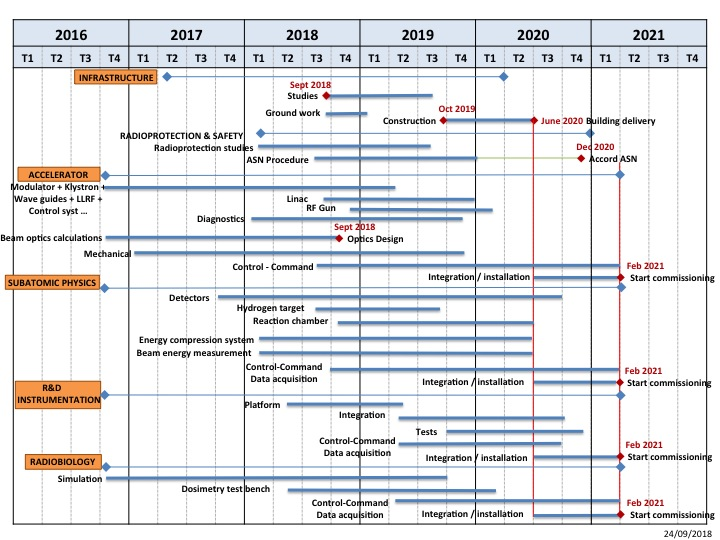 2016 2017 2018 2019 2020 2021
T1 T2 T3 T4 T1 T2 T3 T4 T1 T2 T3 T4 T1 T2 T3 T4 T1 T2 T3 T4 T1 T2 T3 T4
INFRASTRUCTURE
Sept 2018
Studies
Oct 2019
Ground work
Construction
June 2020 Building delivery
RADIOPROTECTION & SAFETY
Radioprotection studies
Dec 2020
ASN Procedure
Accord ASN
ACCELERATOR
Modulator + Klystron +
Wave guides + LLRF +
Control syst ...
Linac
RF Gun
Diagnostics
Sept 2018
Beam optics calculations
Optics Design
Mechanical
Control - Command
Feb 2021
Integration / installation
Start commissioning
SUBATOMIC PHYSICS
Detectors
Hydrogen target
Reaction chamber
Energy compression system
Beam energy measurement
Control-Command
Data acquisition
Feb 2021
Integration / installation
Start commissioning
R&D
INSTRUMENTATION
Platform
Integration
Tests
Control-Command
Data acquisition
Feb 2021
Integration / installation
Start commissioning
RADIOBIOLOGY
Simulation
Dosimetry test bench
Control-Command
Data acquisition
Feb 2021
Integration / installation
Start commissioning
24/09/2018